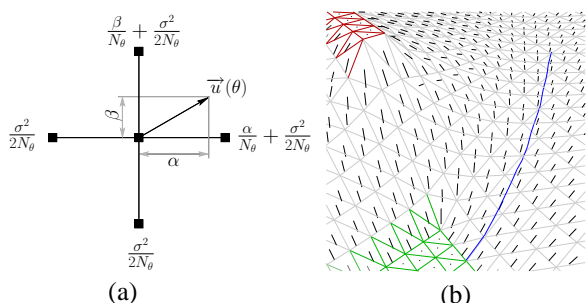 β/N_θ + σ²/2N_θ
u⃗(θ)
β
σ²/2N_θ
α/N_θ + σ²/2N_θ
α
σ²/2N_θ
(a)
(b)